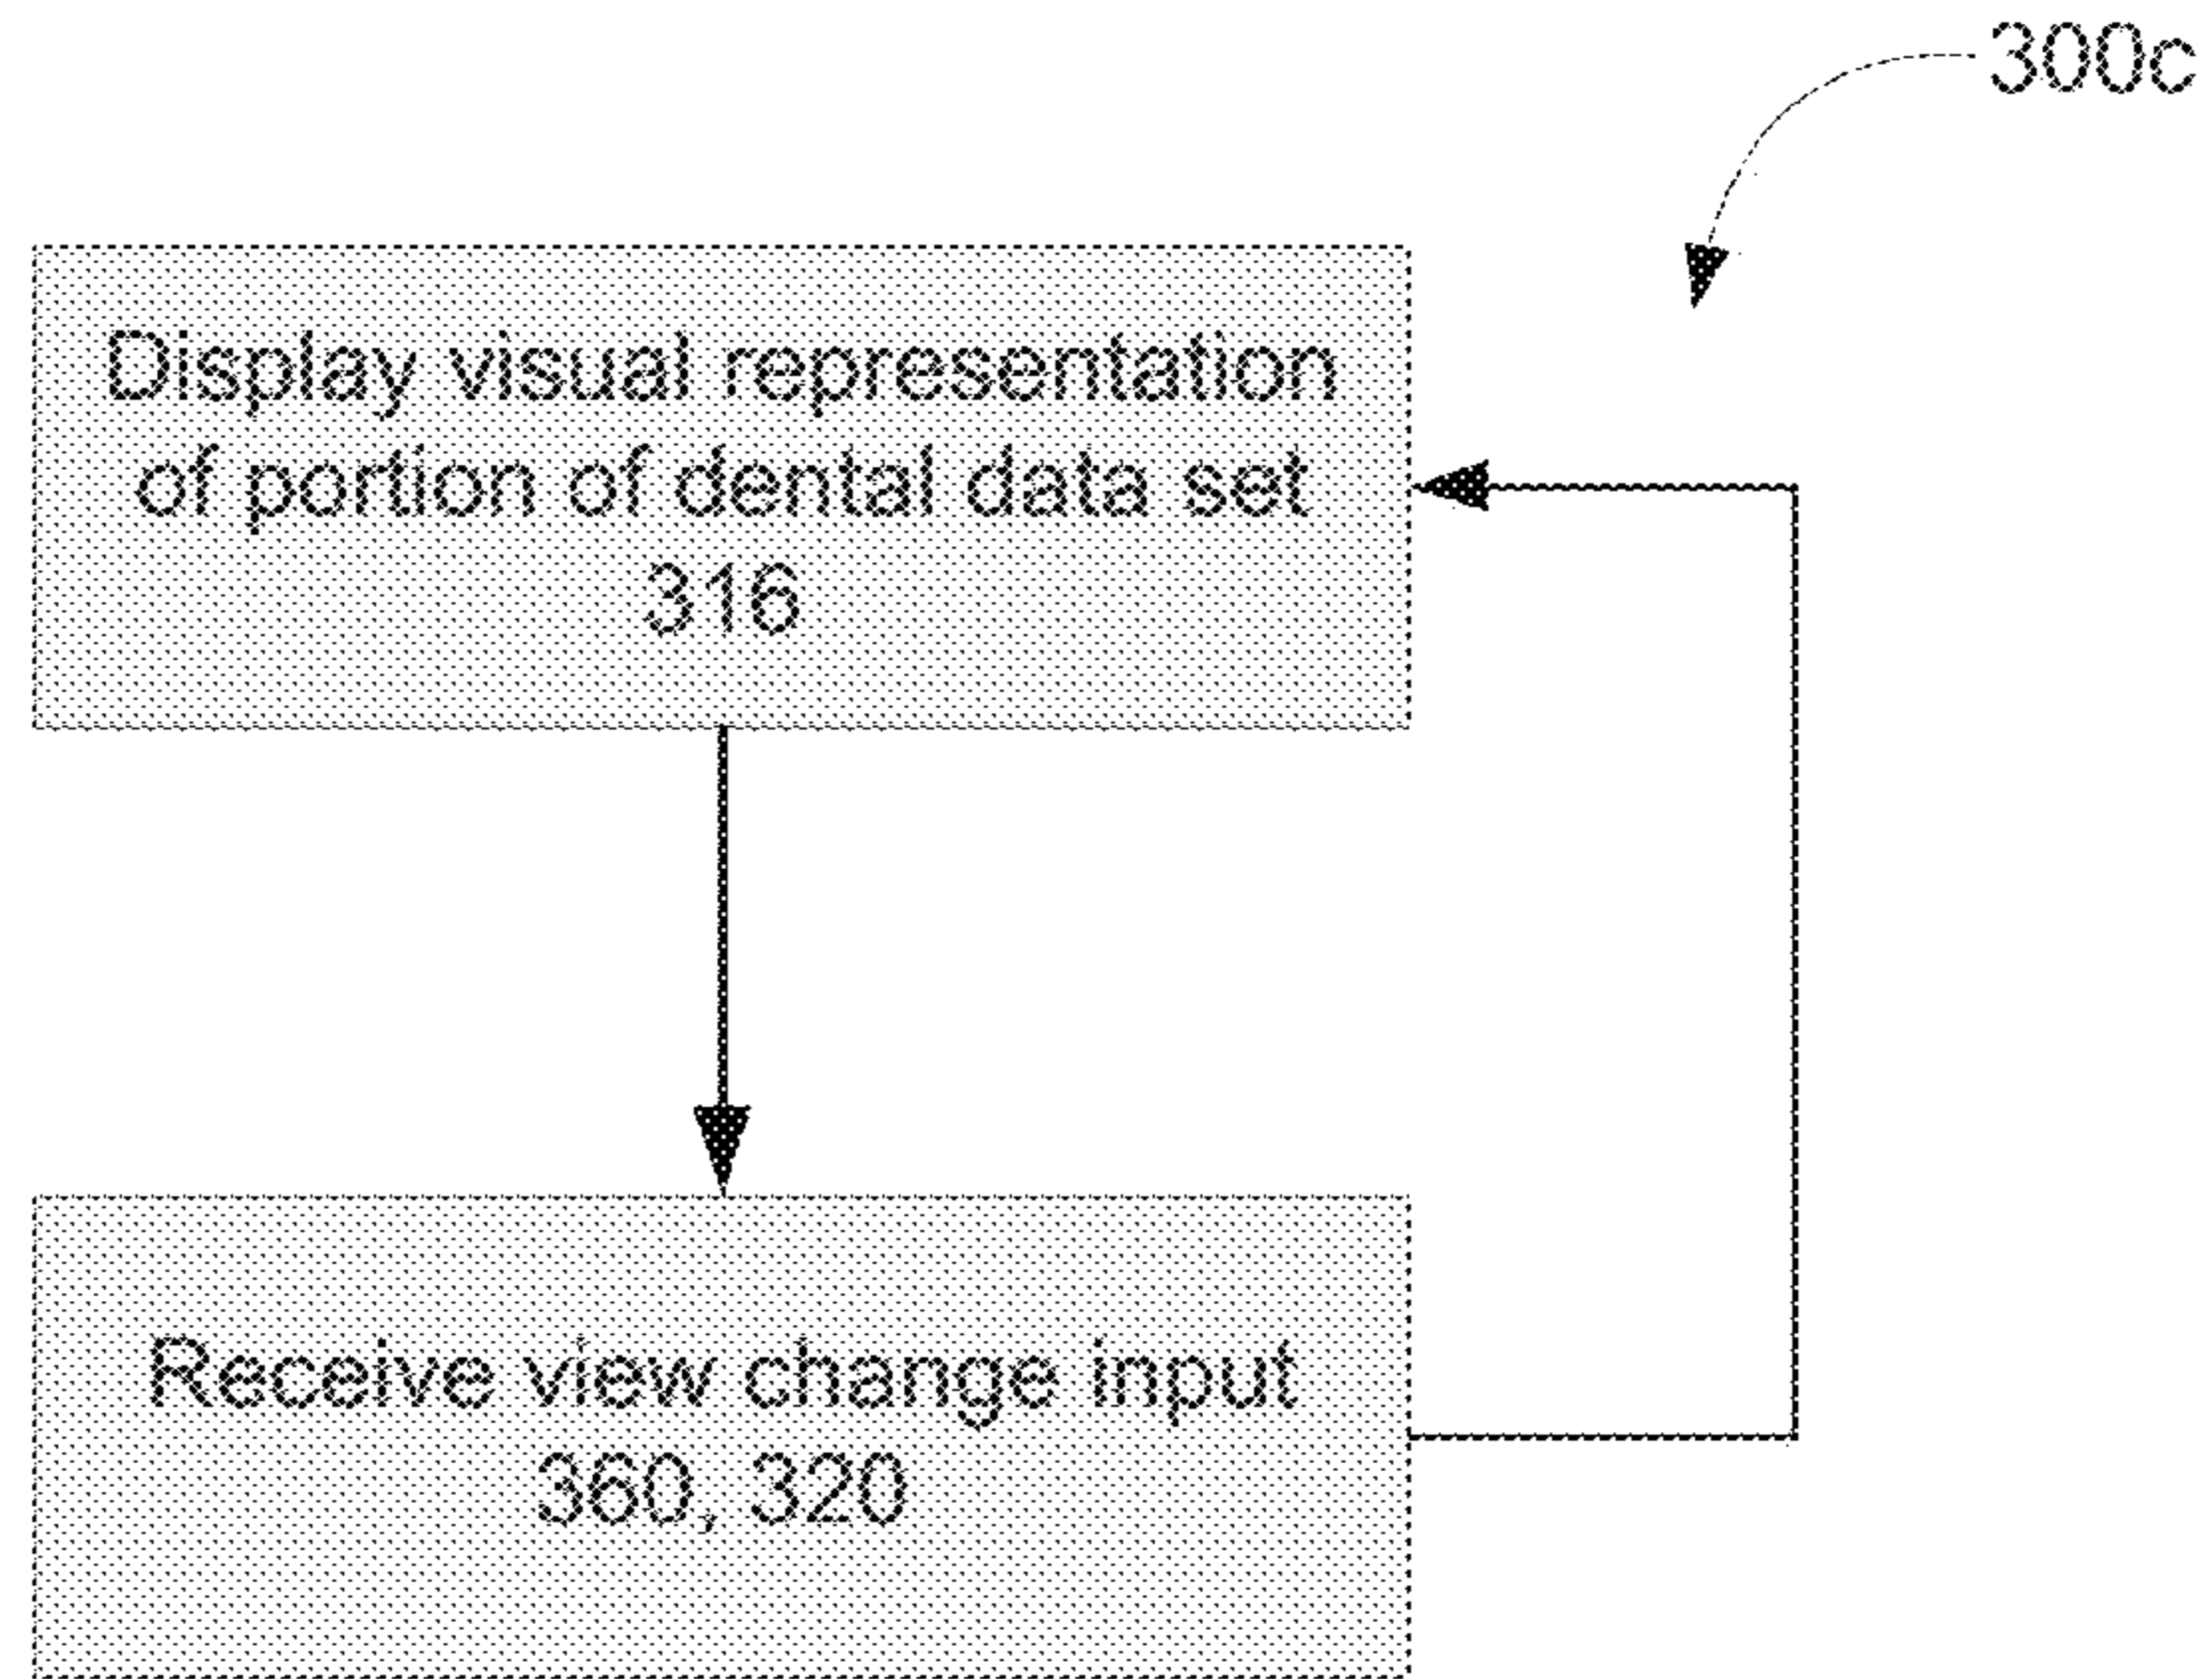 300c
Display visual representation
of portion of dental data set
316
Receive view change input
360, 320